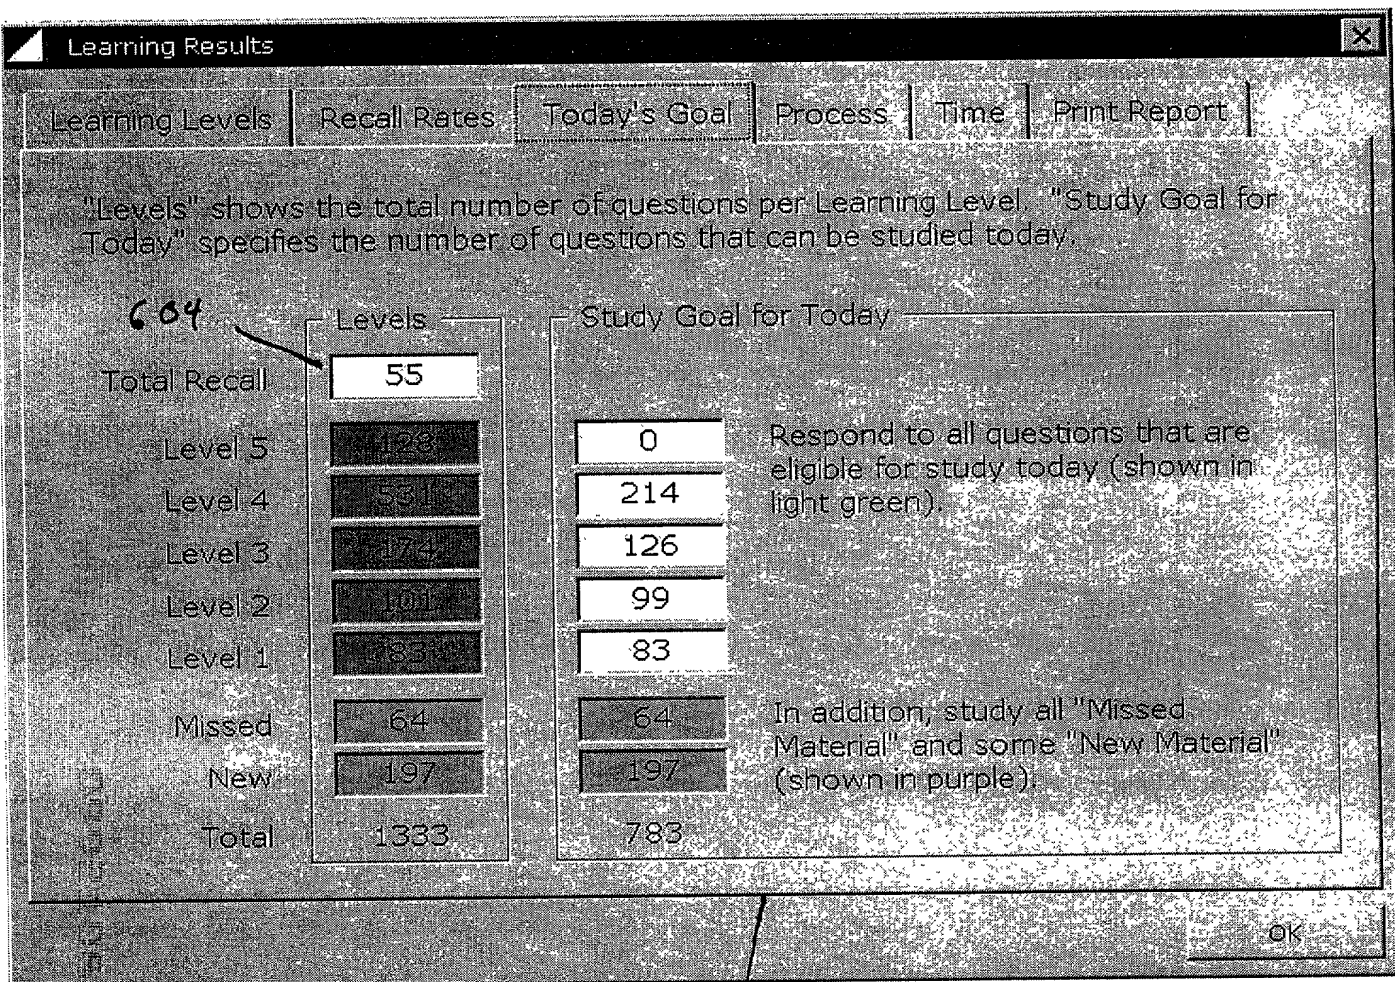 Learning Results
Learning Levels Recall Rates Today's Goal Process Time Print Report
"Levels" shows the total number of questions per Learning Level. "Study Goal for
Today" specifies the number of questions that can be studied today.
604
Levels Study Goal for Today
Total Recall 55
Level 5 128 0 Respond to all questions that are
eligible for study today (shown in
Level 4 531 214 light green).
Level 3 174 126
Level 2 101 99
Level 1 83 83
Missed 64 64 In addition, study all "Missed
Material" and some "New Material"
New 197 197 (shown in purple).
Total 1333 783
OK